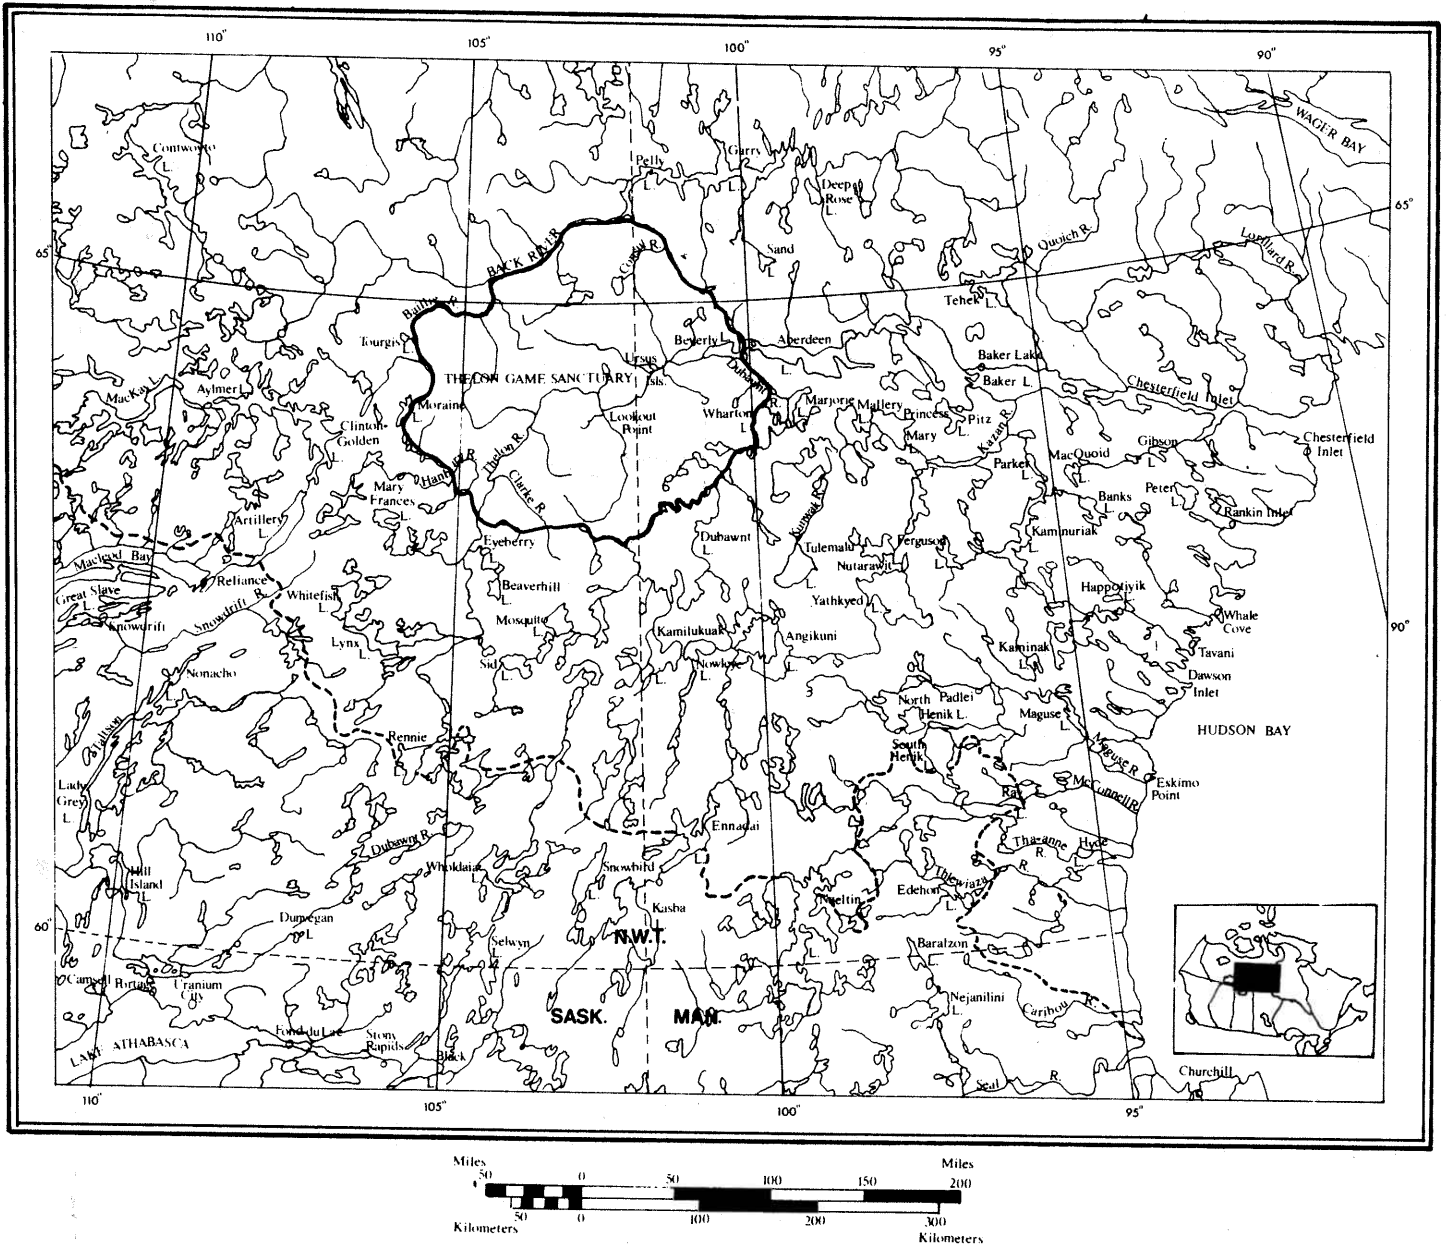 110°
105°
100°
95°
90°
WAGER BAY
Contwoyto
L.
Pelly
L.
Garry
L.
Deep
Rose
L.
65°
Quoich R.
Lorillard R.
65°
BACK RIVER
Consul R.
Sand
L.
Tehek L.
Baillie R.
Tourgis
L.
Beverly L.
Aberdeen
L.
Baker Lake
Baker L.
Chesterfield Inlet
Ursus
Isls.
THELON GAME SANCTUARY
Dubawnt
R.
MacKay L.
Aylmer L.
Moraine
L.
Lookout
Point
Wharton
L.
Marjorie
L.
Mallery
L.
Princess
Mary
L.
Pitz
L.
Kazan R.
Clinton-
Golden
L.
Hanbury R.
Thelon R.
Clarke R.
Parker
L.
MacQuoid
L.
Gibson
L.
Chesterfield
Inlet
Mary
Frances
L.
Artillery
L.
Kunwak R.
Banks
L.
Peter
L.
Rankin Inlet
Eyeberry
L.
Dubawnt
L.
Tulemalu
L.
Ferguson
L.
Kaminuriak
L.
Nutarawit
Macleod Bay
Reliance
Great Slave
L.
Snowdrift
Snowdrift R.
Whitefish
L.
Beaverhill
L.
Yathkyed
L.
Happotiyik
L.
Mosquito
L.
Whale
Cove
Lynx
L.
Kamilukuak
L.
Angikuni
L.
Kaminak
L.
Tavani
Nonacho
Sid
L.
Nowleye
L.
Dawson
Inlet
North
Henik L.
Padlei
Maguse
L.
HUDSON BAY
90°
Taltson
Rennie
L.
South
Henik
L.
Maguse R.
Eskimo
Point
Lady
Grey
L.
Ray
L.
McConnell R.
Dubawnt R.
Ennadai
L.
Tha-anne
R.
Hyde
L.
Hill
Island
L.
Wholdaia
L.
Snowbird
L.
Thlewiaza
R.
Edehon
L.
Nueltin
Dunvegan
L.
Kasba
L.
60°
Selwyn
L.
N.W.T.
Baralzon
L.
Camsell Portage
Uranium
City
SASK.
MAN.
Nejanilini
L.
Caribou R.
Fond du Lac
Stony
Rapids
LAKE ATHABASCA
Black
Seal R.
Churchill
110°
105°
100°
95°
Miles
Miles
50 0 50 100 150 200
50 0 100 200 300
Kilometers
Kilometers